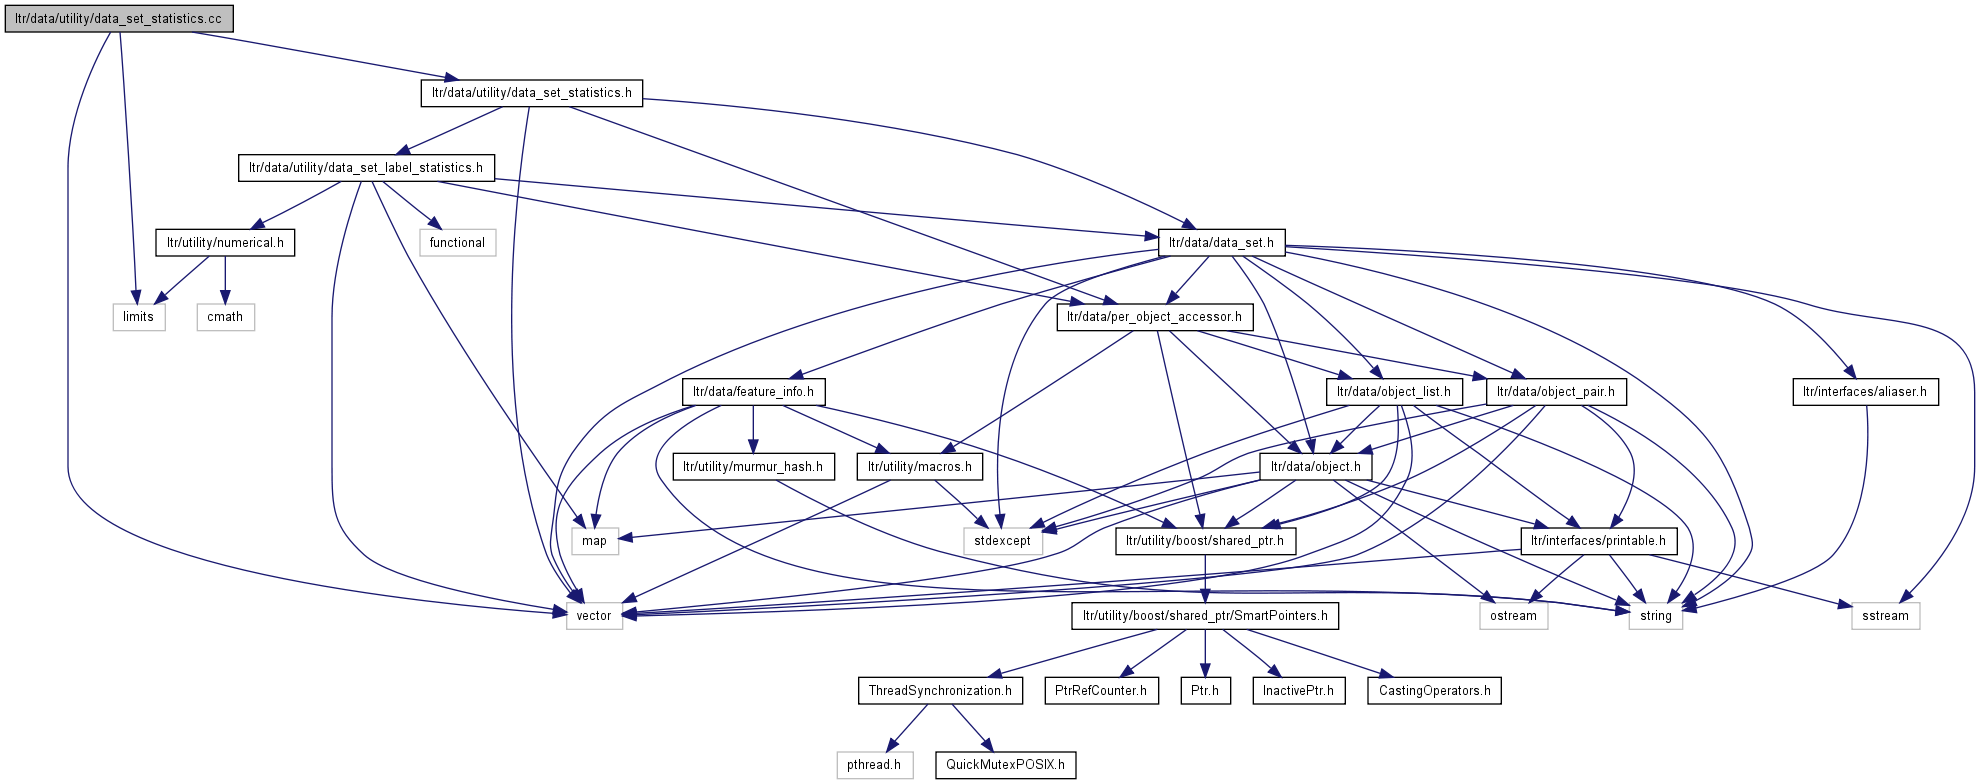 ltr/data/utility/data_set_statistics.cc
ltr/data/utility/data_set_statistics.h
ltr/data/utility/data_set_label_statistics.h
ltr/utility/numerical.h
functional
ltr/data/data_set.h
limits
cmath
ltr/data/per_object_accessor.h
ltr/data/feature_info.h
ltr/data/object_list.h
ltr/data/object_pair.h
ltr/interfaces/aliaser.h
ltr/utility/murmur_hash.h
ltr/utility/macros.h
ltr/data/object.h
map
stdexcept
ltr/utility/boost/shared_ptr.h
ltr/interfaces/printable.h
vector
ltr/utility/boost/shared_ptr/SmartPointers.h
ostream
string
sstream
ThreadSynchronization.h
PtrRefCounter.h
Ptr.h
InactivePtr.h
CastingOperators.h
pthread.h
QuickMutexPOSIX.h